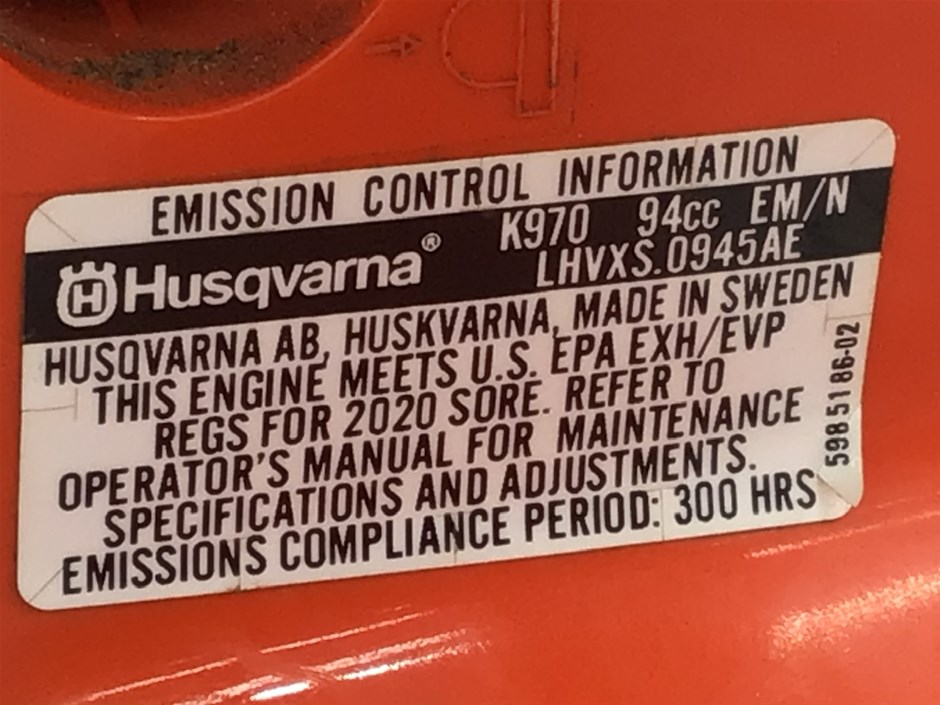 EMISSION CONTROL INFORMATION
Husqvarna® K970 94cc EM/N
LHVXS.0945AE
HUSQVARNA AB, HUSKVARNA, MADE IN SWEDEN
THIS ENGINE MEETS U.S. EPA EXH/EVP
REGS FOR 2020 SORE. REFER TO
OPERATOR'S MANUAL FOR MAINTENANCE
SPECIFICATIONS AND ADJUSTMENTS.
EMISSIONS COMPLIANCE PERIOD: 300 HRS
598 51 86-02